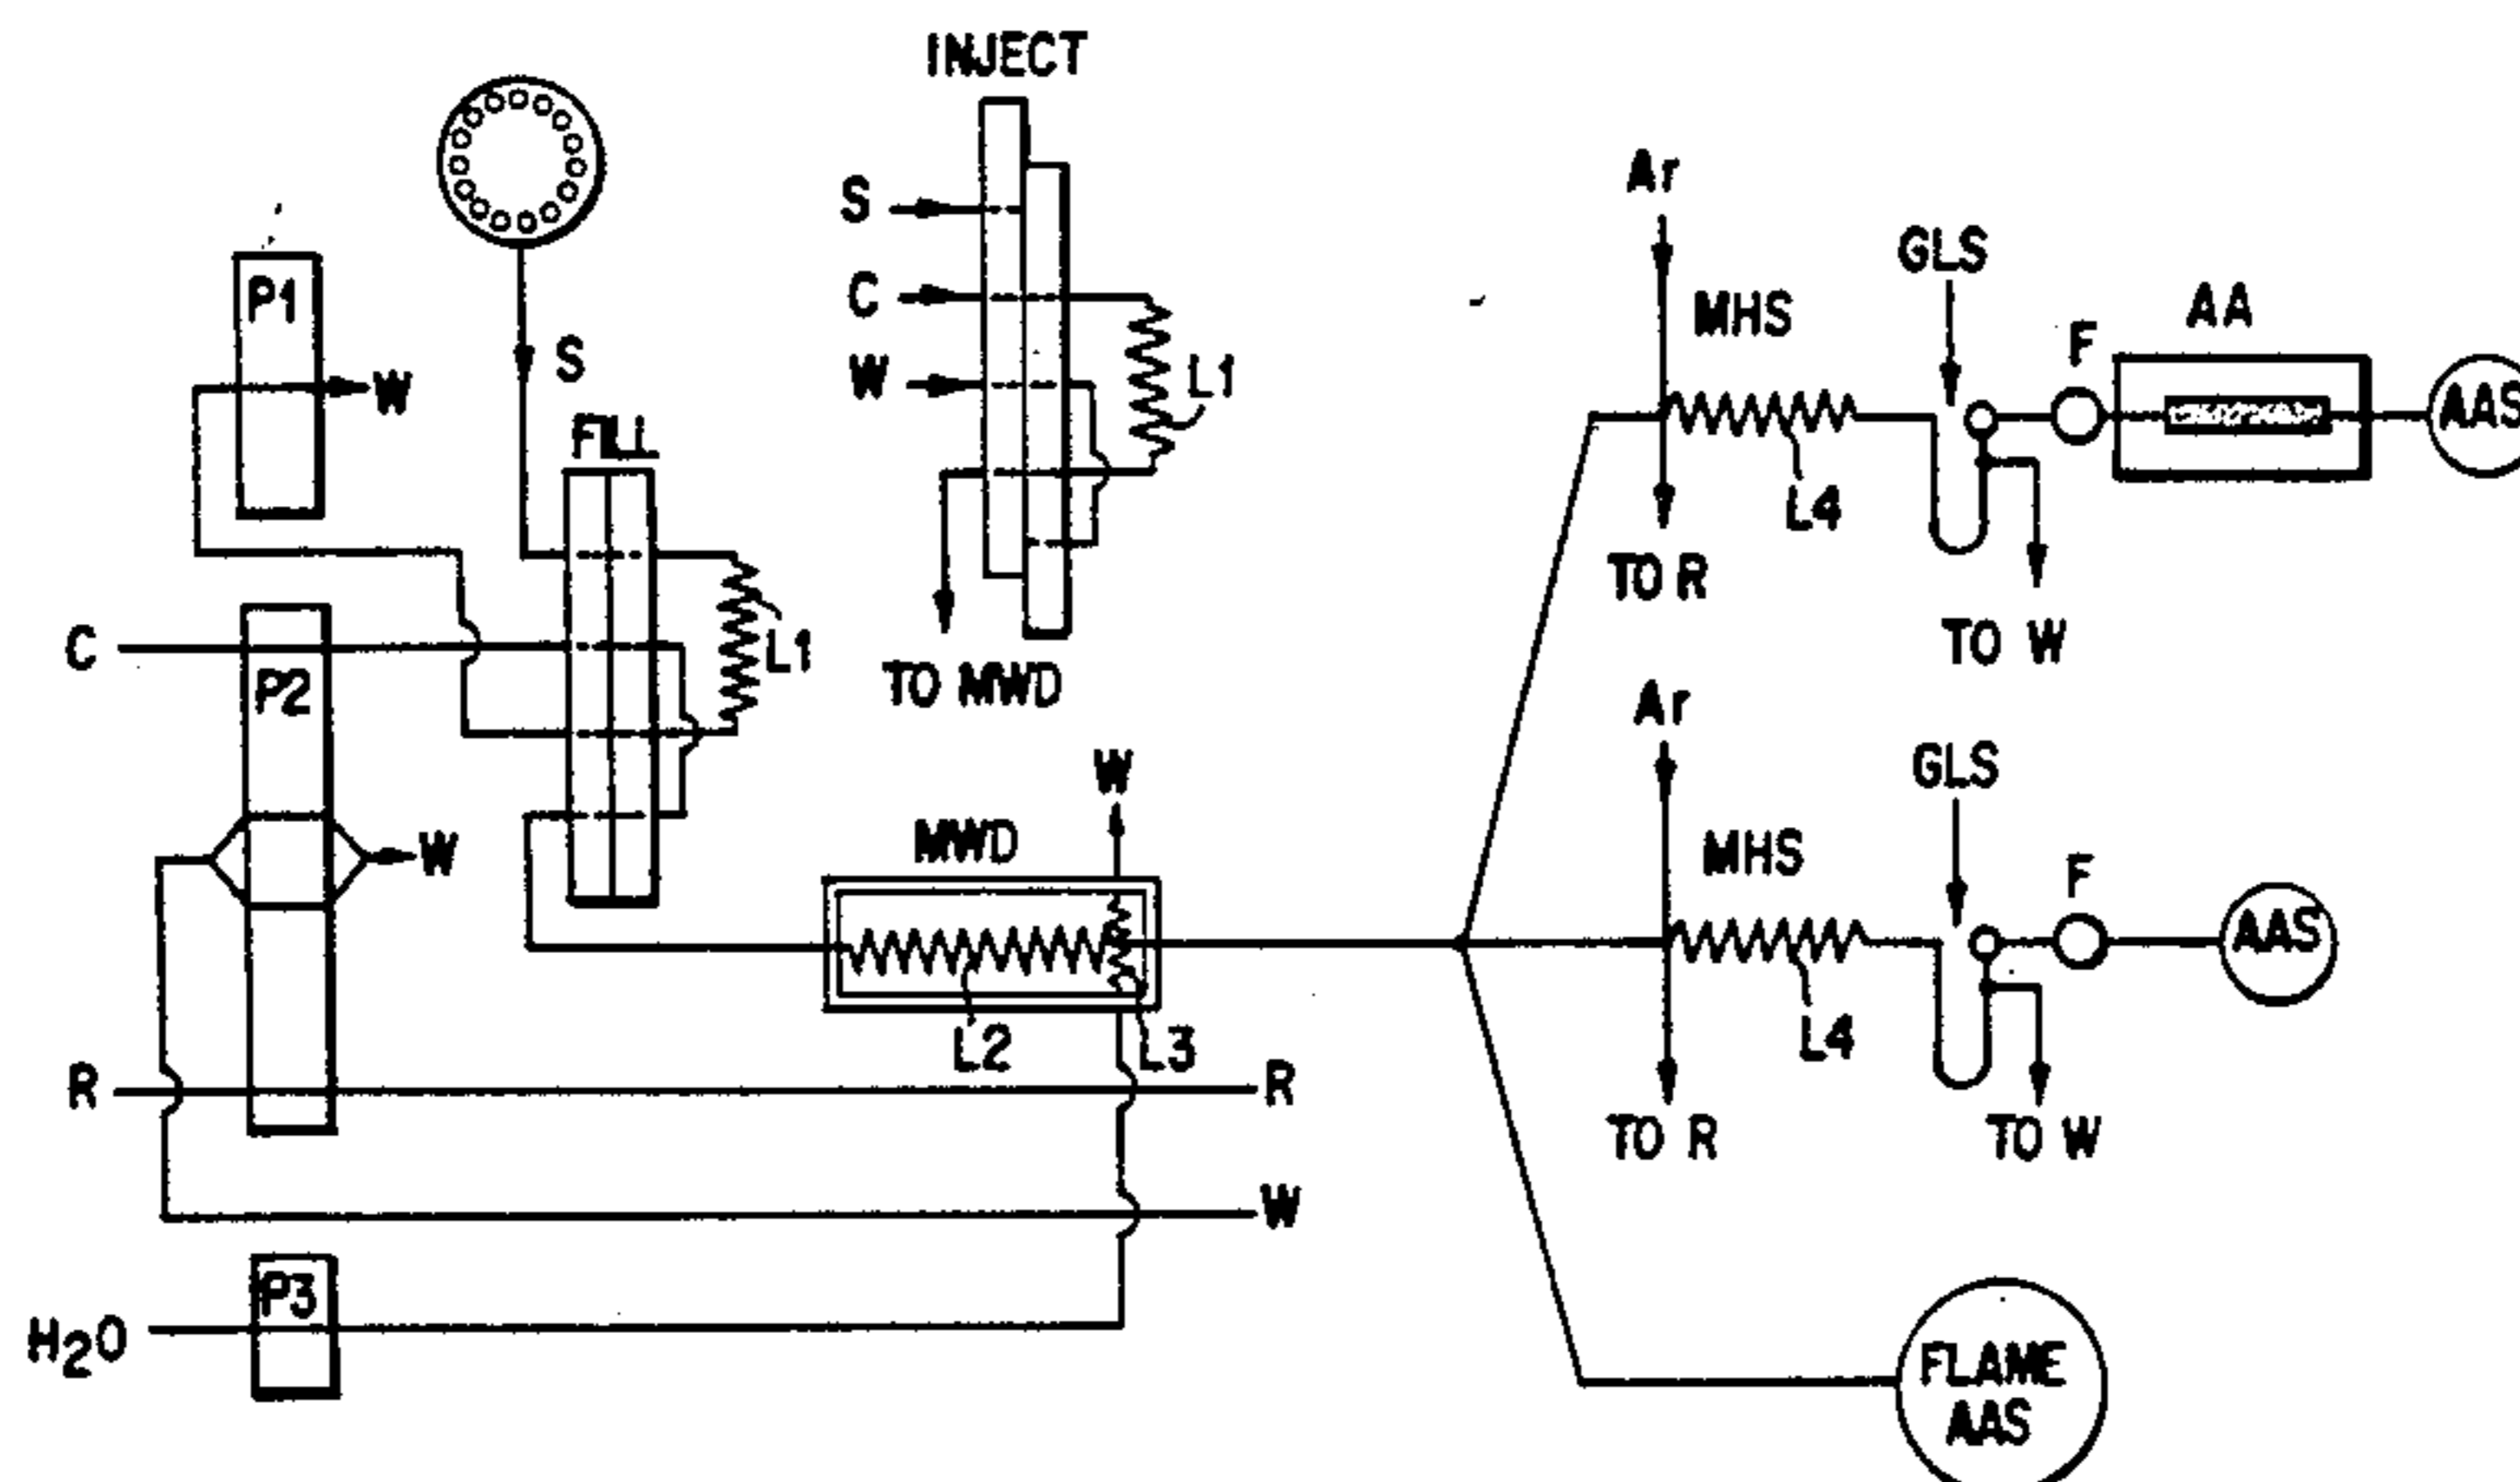 INJECT
S
C
W
L1
TO MWD
P1
W
S
FILL
L1
C
P2
W
MWD
W
L2
L3
R
R
W
P3
H2O
Ar
MHS
GLS
F
AA
AAS
L4
TO R
TO W
Ar
MHS
GLS
F
AAS
L4
TO R
TO W
FLAME
AAS